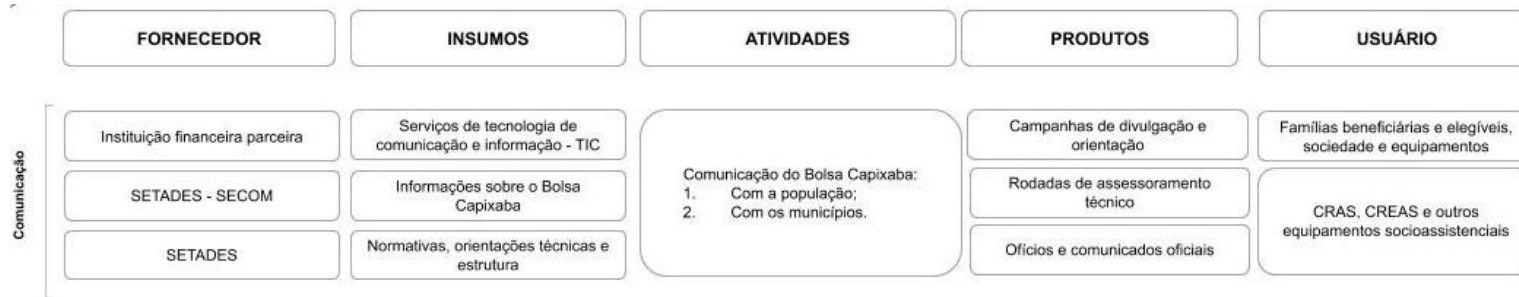 FORNECEDOR
INSUMOS
ATIVIDADES
PRODUTOS
USUÁRIO
Comunicação
Instituição financeira parceira
Serviços de tecnologia de
comunicação e informação - TIC
Comunicação do Bolsa Capixaba:
1. Com a população;
2. Com os municípios.
Campanhas de divulgação e
orientação
Famílias beneficiárias e elegíveis,
sociedade e equipamentos
SETADES - SECOM
Informações sobre o Bolsa
Capixaba
Rodadas de assessoramento
técnico
CRAS, CREAS e outros
equipamentos socioassistenciais
SETADES
Normativas, orientações técnicas e
estrutura
Ofícios e comunicados oficiais